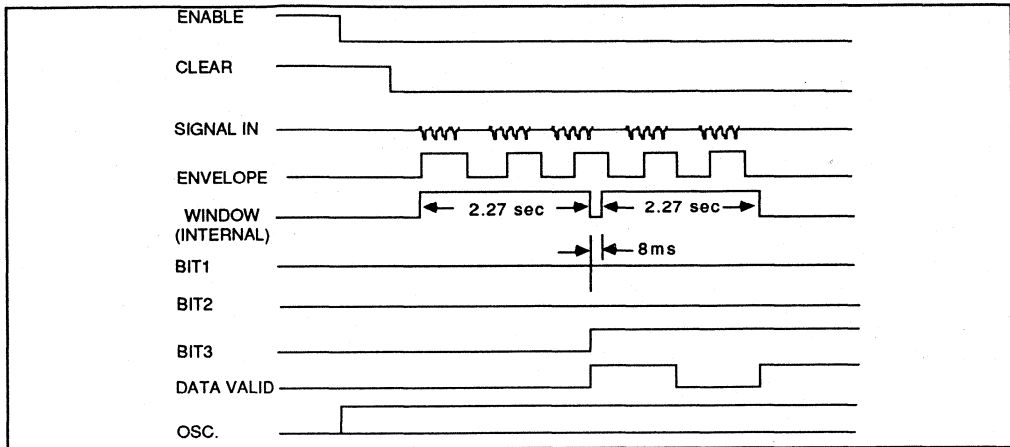 ENABLE
CLEAR
SIGNAL IN
ENVELOPE
WINDOW
(INTERNAL)
2.27 sec
2.27 sec
8ms
BIT1
BIT2
BIT3
DATA VALID
OSC.